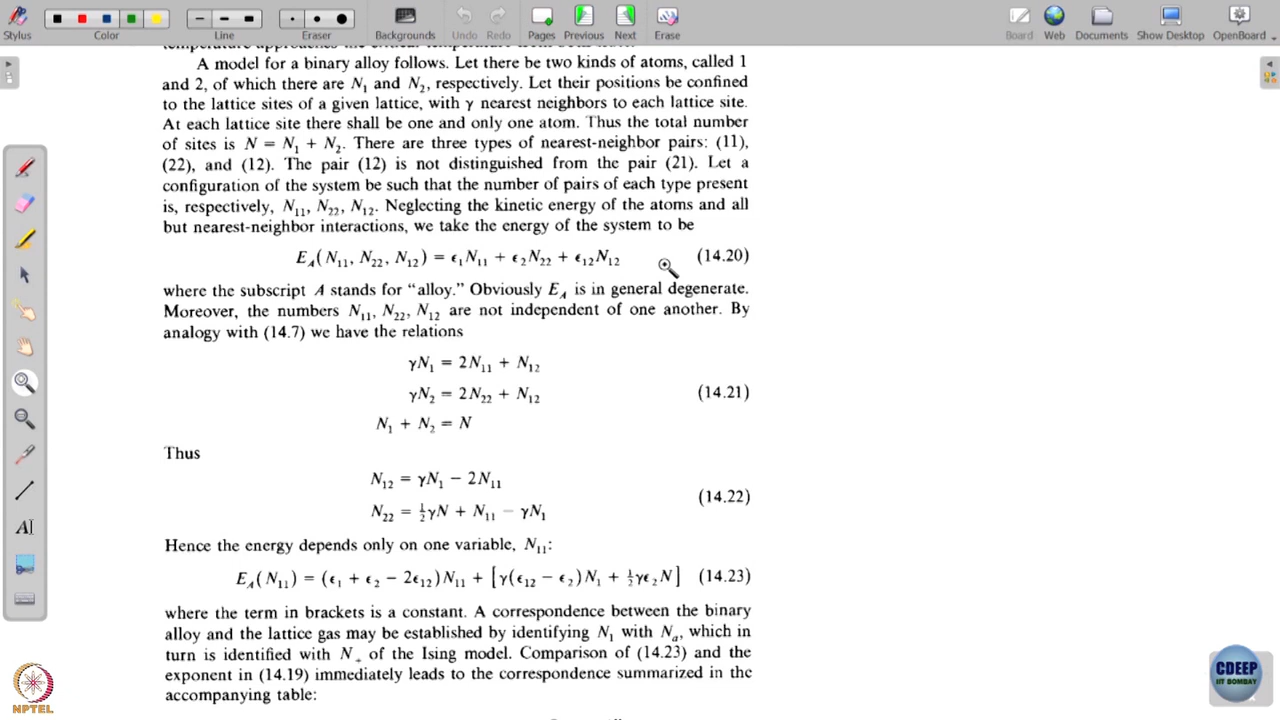 Stylus Color Line Eraser Backgrounds Undo Redo Pages Previous Next Erase Board Web Documents Show Desktop OpenBoard
temperature approaches the critical temperature from both sides.
A model for a binary alloy follows. Let there be two kinds of atoms, called 1
and 2, of which there are N₁ and N₂, respectively. Let their positions be confined
to the lattice sites of a given lattice, with γ nearest neighbors to each lattice site.
At each lattice site there shall be one and only one atom. Thus the total number
of sites is N = N₁ + N₂. There are three types of nearest-neighbor pairs: (11),
(22), and (12). The pair (12) is not distinguished from the pair (21). Let a
configuration of the system be such that the number of pairs of each type present
is, respectively, N₁₁, N₂₂, N₁₂. Neglecting the kinetic energy of the atoms and all
but nearest-neighbor interactions, we take the energy of the system to be
E_A(N₁₁, N₂₂, N₁₂) = ϵ₁N₁₁ + ϵ₂N₂₂ + ϵ₁₂N₁₂ (14.20)
where the subscript A stands for “alloy.” Obviously E_A is in general degenerate.
Moreover, the numbers N₁₁, N₂₂, N₁₂ are not independent of one another. By
analogy with (14.7) we have the relations
γN₁ = 2N₁₁ + N₁₂
γN₂ = 2N₂₂ + N₁₂ (14.21)
N₁ + N₂ = N
Thus
N₁₂ = γN₁ − 2N₁₁
(14.22)
N₂₂ = ½γN + N₁₁ − γN₁
Hence the energy depends only on one variable, N₁₁:
E_A(N₁₁) = (ϵ₁ + ϵ₂ − 2ϵ₁₂)N₁₁ + [γ(ϵ₁₂ − ϵ₂)N₁ + ½γϵ₂N] (14.23)
where the term in brackets is a constant. A correspondence between the binary
alloy and the lattice gas may be established by identifying N₁ with Nₐ, which in
turn is identified with N₊ of the Ising model. Comparison of (14.23) and the
exponent in (14.19) immediately leads to the correspondence summarized in the
accompanying table:
NPTEL
CDEEP
IIT BOMBAY